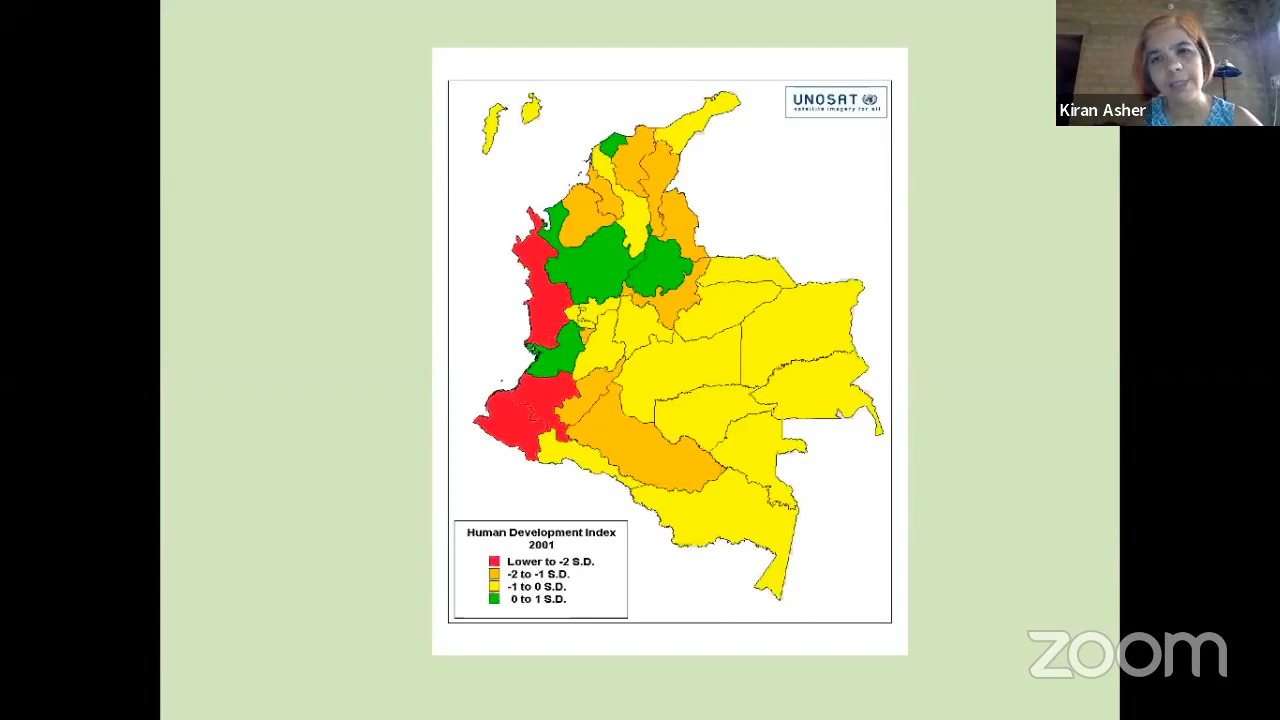 UNOSAT
satellite imagery for all
Kiran Asher
Human Development Index
2001
Lower to -2 S.D.
-2 to -1 S.D.
-1 to 0 S.D.
0 to 1 S.D.
zoom